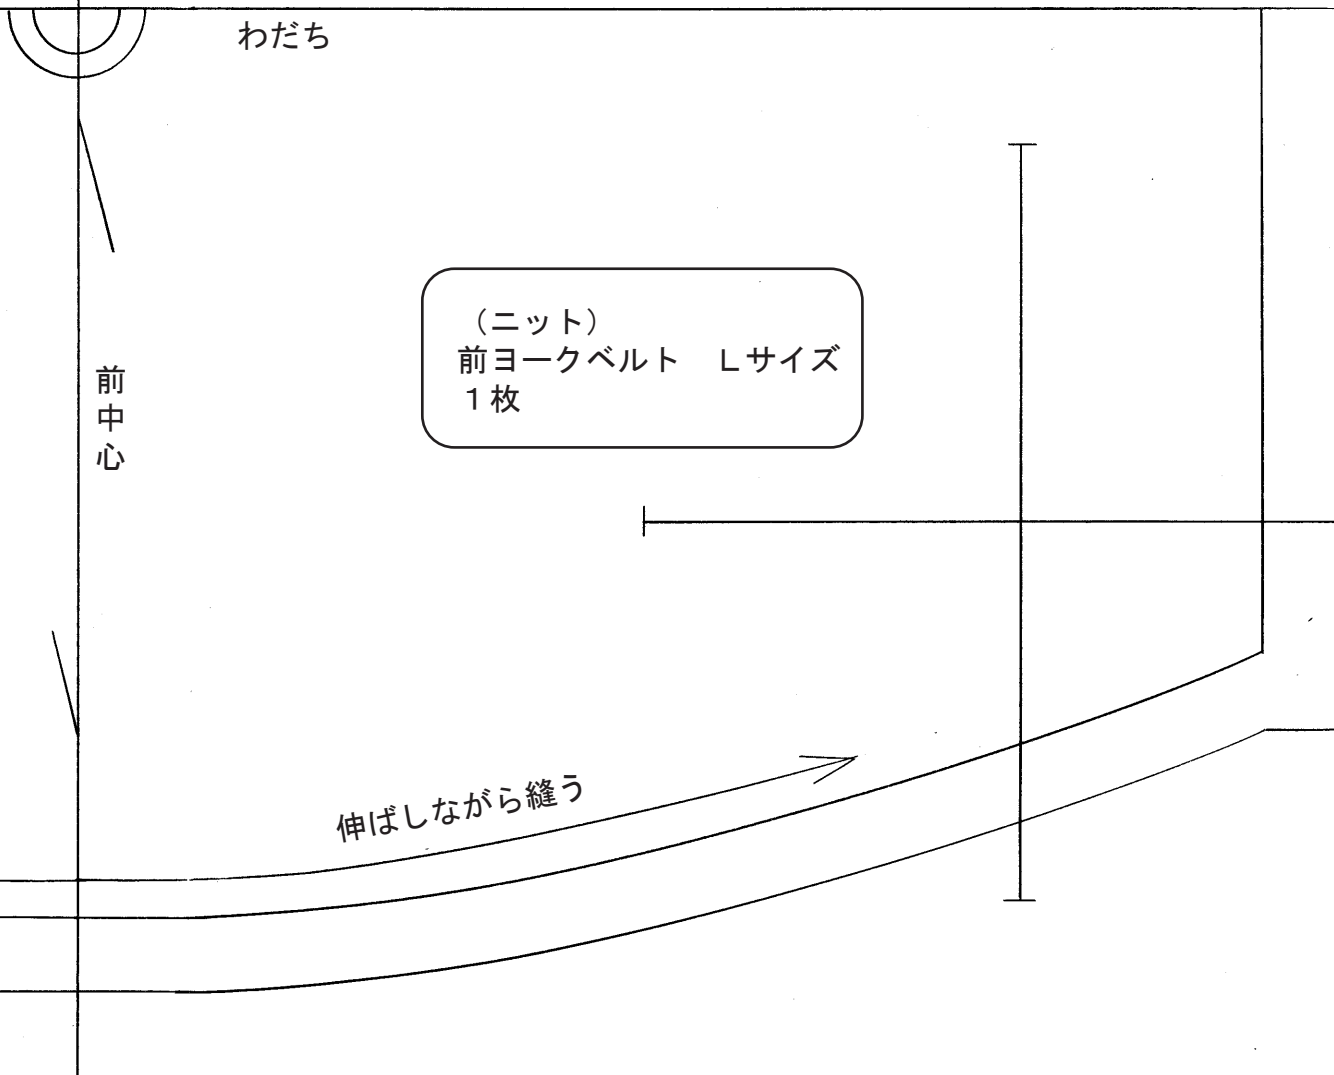 わだち
（ニット）
前ヨークベルト　Ｌサイズ
１枚
前中心
伸ばしながら縫う